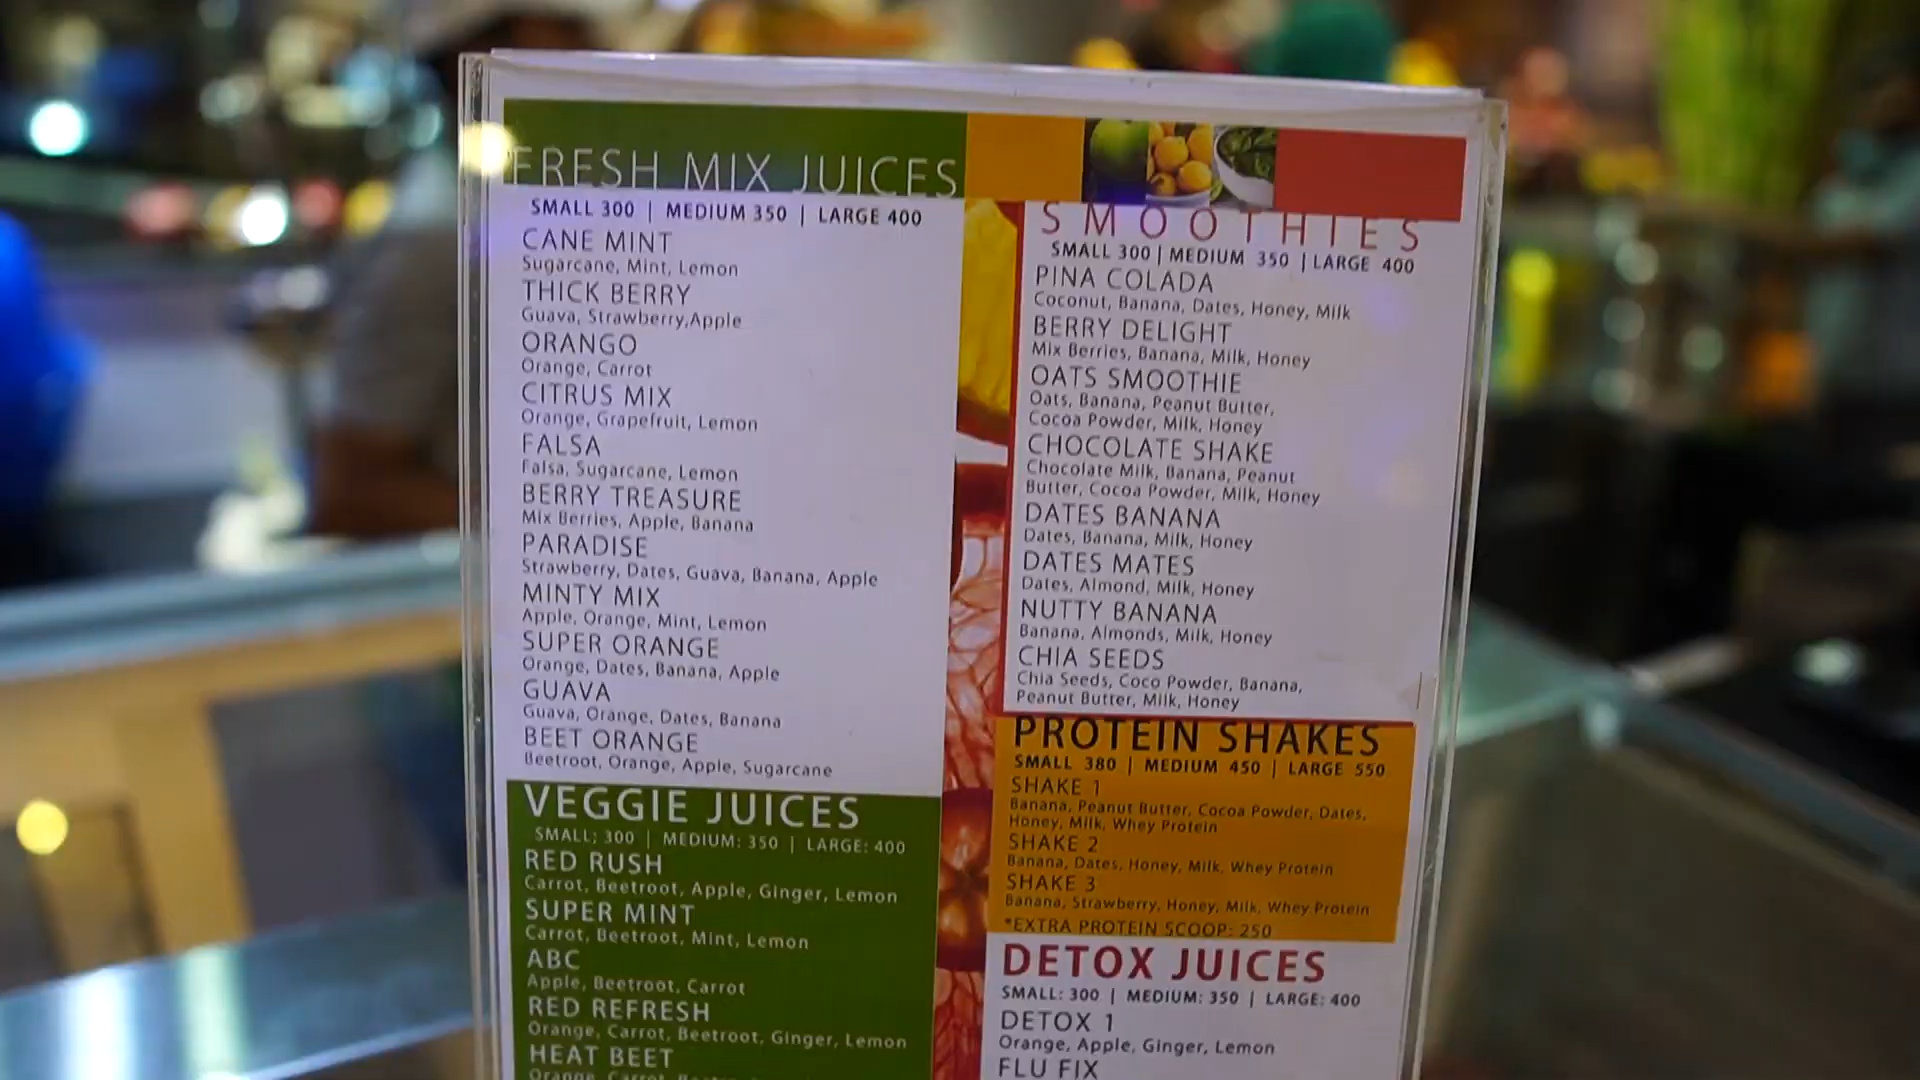 FRESH MIX JUICES
SMALL 300 | MEDIUM 350 | LARGE 400
CANE MINT
Sugarcane, Mint, Lemon
THICK BERRY
Guava, Strawberry,Apple
ORANGO
Orange, Carrot
CITRUS MIX
Orange, Grapefruit, Lemon
FALSA
Falsa, Sugarcane, Lemon
BERRY TREASURE
Mix Berries, Apple, Banana
PARADISE
Strawberry, Dates, Guava, Banana, Apple
MINTY MIX
Apple, Orange, Mint, Lemon
SUPER ORANGE
Orange, Dates, Banana, Apple
GUAVA
Guava, Orange, Dates, Banana
BEET ORANGE
Beetroot, Orange, Apple, Sugarcane
VEGGIE JUICES
SMALL: 300 | MEDIUM: 350 | LARGE: 400
RED RUSH
Carrot, Beetroot, Apple, Ginger, Lemon
SUPER MINT
Carrot, Beetroot, Mint, Lemon
ABC
Apple, Beetroot, Carrot
RED REFRESH
Orange, Carrot, Beetroot, Ginger, Lemon
HEAT BEET
Orange, Carrot,
SMOOTHIES
SMALL 300 | MEDIUM 350 | LARGE 400
PINA COLADA
Coconut, Banana, Dates, Honey, Milk
BERRY DELIGHT
Mix Berries, Banana, Milk, Honey
OATS SMOOTHIE
Oats, Banana, Peanut Butter,
Cocoa Powder, Milk, Honey
CHOCOLATE SHAKE
Chocolate Milk, Banana, Peanut
Butter, Cocoa Powder, Milk, Honey
DATES BANANA
Dates, Banana, Milk, Honey
DATES MATES
Dates, Almond, Milk, Honey
NUTTY BANANA
Banana, Almonds, Milk, Honey
CHIA SEEDS
Chia Seeds, Coco Powder, Banana,
Peanut Butter, Milk, Honey
PROTEIN SHAKES
SMALL 380 | MEDIUM 450 | LARGE 550
SHAKE 1
Banana, Peanut Butter, Cocoa Powder, Dates,
Honey, Milk, Whey Protein
SHAKE 2
Banana, Dates, Honey, Milk, Whey Protein
SHAKE 3
Banana, Strawberry, Honey, Milk, Whey Protein
*EXTRA PROTEIN SCOOP: 250
DETOX JUICES
SMALL: 300 | MEDIUM: 350 | LARGE: 400
DETOX 1
Orange, Apple, Ginger, Lemon
FLU FIX